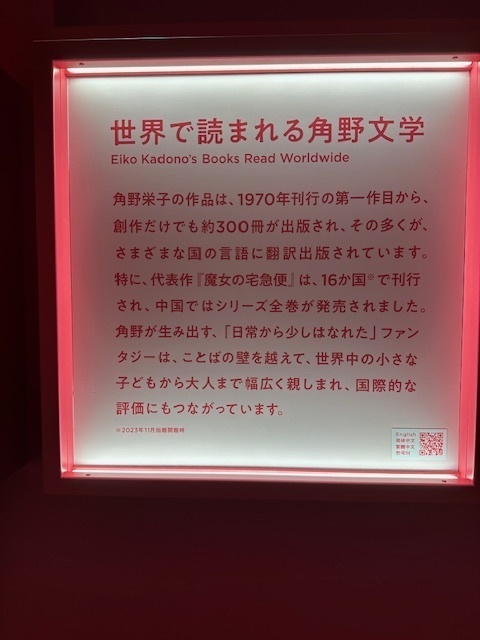 世界で読まれる角野文学
Eiko Kadono's Books Read Worldwide
角野栄子の作品は、1970年刊行の第一作目から、
創作だけでも約300冊が出版され、その多くが、
さまざまな国の言語に翻訳出版されています。
特に、代表作『魔女の宅急便』は、16か国※で刊行
され、中国ではシリーズ全巻が発売されました。
角野が生み出す、「日常から少しはなれた」ファン
タジーは、ことばの壁を越えて、世界中の小さな
子どもから大人まで幅広く親しまれ、国際的な
評価にもつながっています。
※2023年11月当館開館時
English
简体中文
繁體中文
한국어